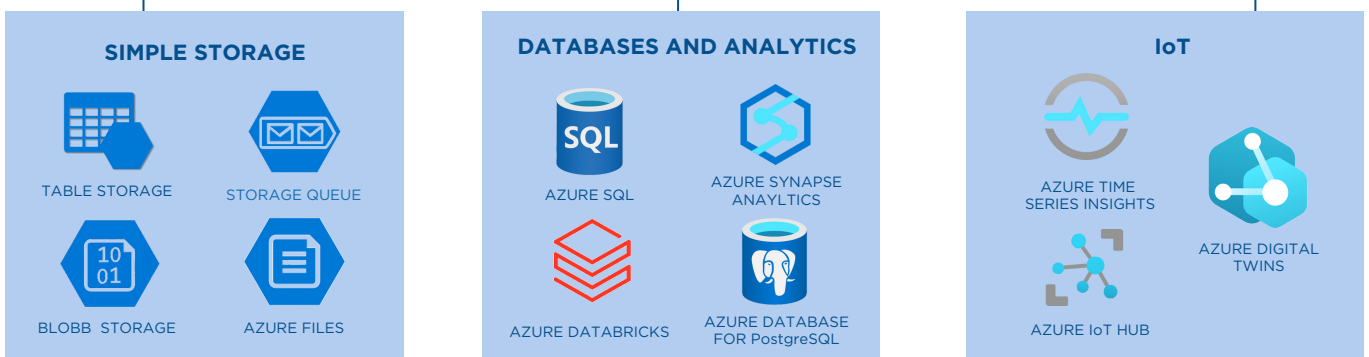 SIMPLE STORAGE
TABLE STORAGE
STORAGE QUEUE
10
01
BLOBB STORAGE
AZURE FILES
DATABASES AND ANALYTICS
SQL
AZURE SQL
AZURE SYNAPSE
ANAYLTICS
AZURE DATABRICKS
AZURE DATABASE
FOR PostgreSQL
IoT
AZURE TIME
SERIES INSIGHTS
AZURE DIGITAL
TWINS
AZURE IoT HUB